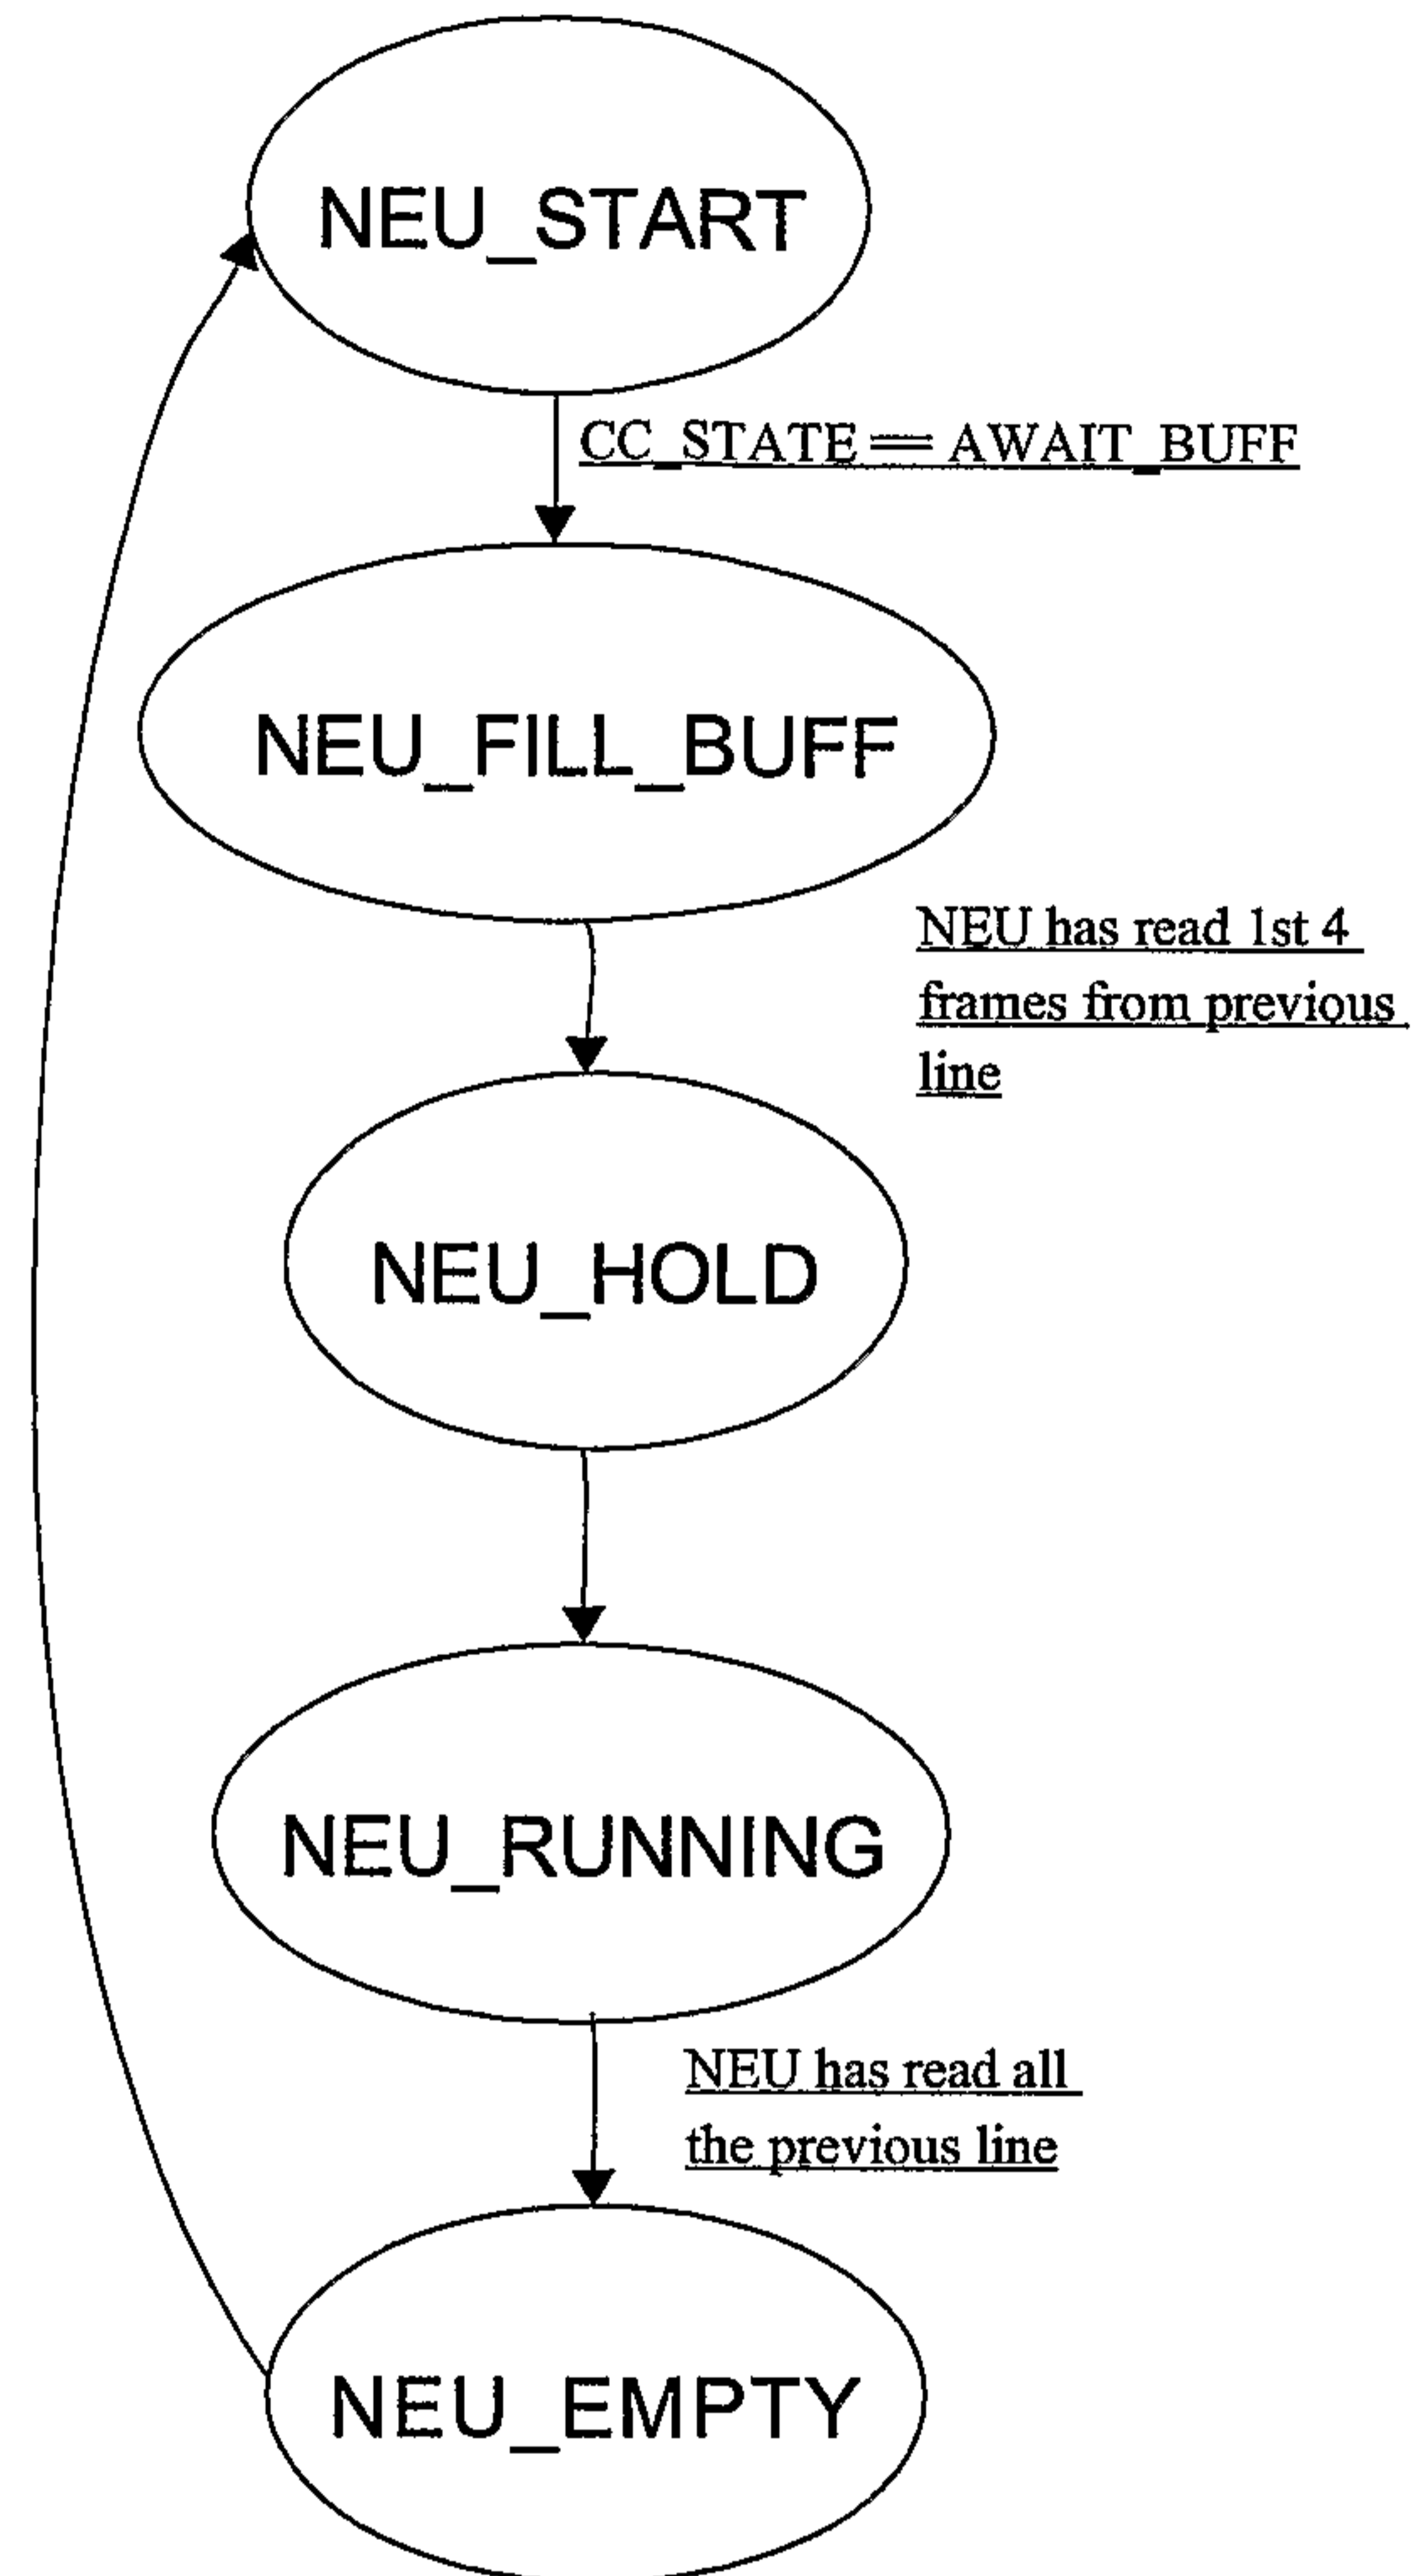 NEU_START
CC_STATE == AWAIT_BUFF
NEU_FILL_BUFF
NEU has read 1st 4
frames from previous
line
NEU_HOLD
NEU_RUNNING
NEU has read all
the previous line
NEU_EMPTY